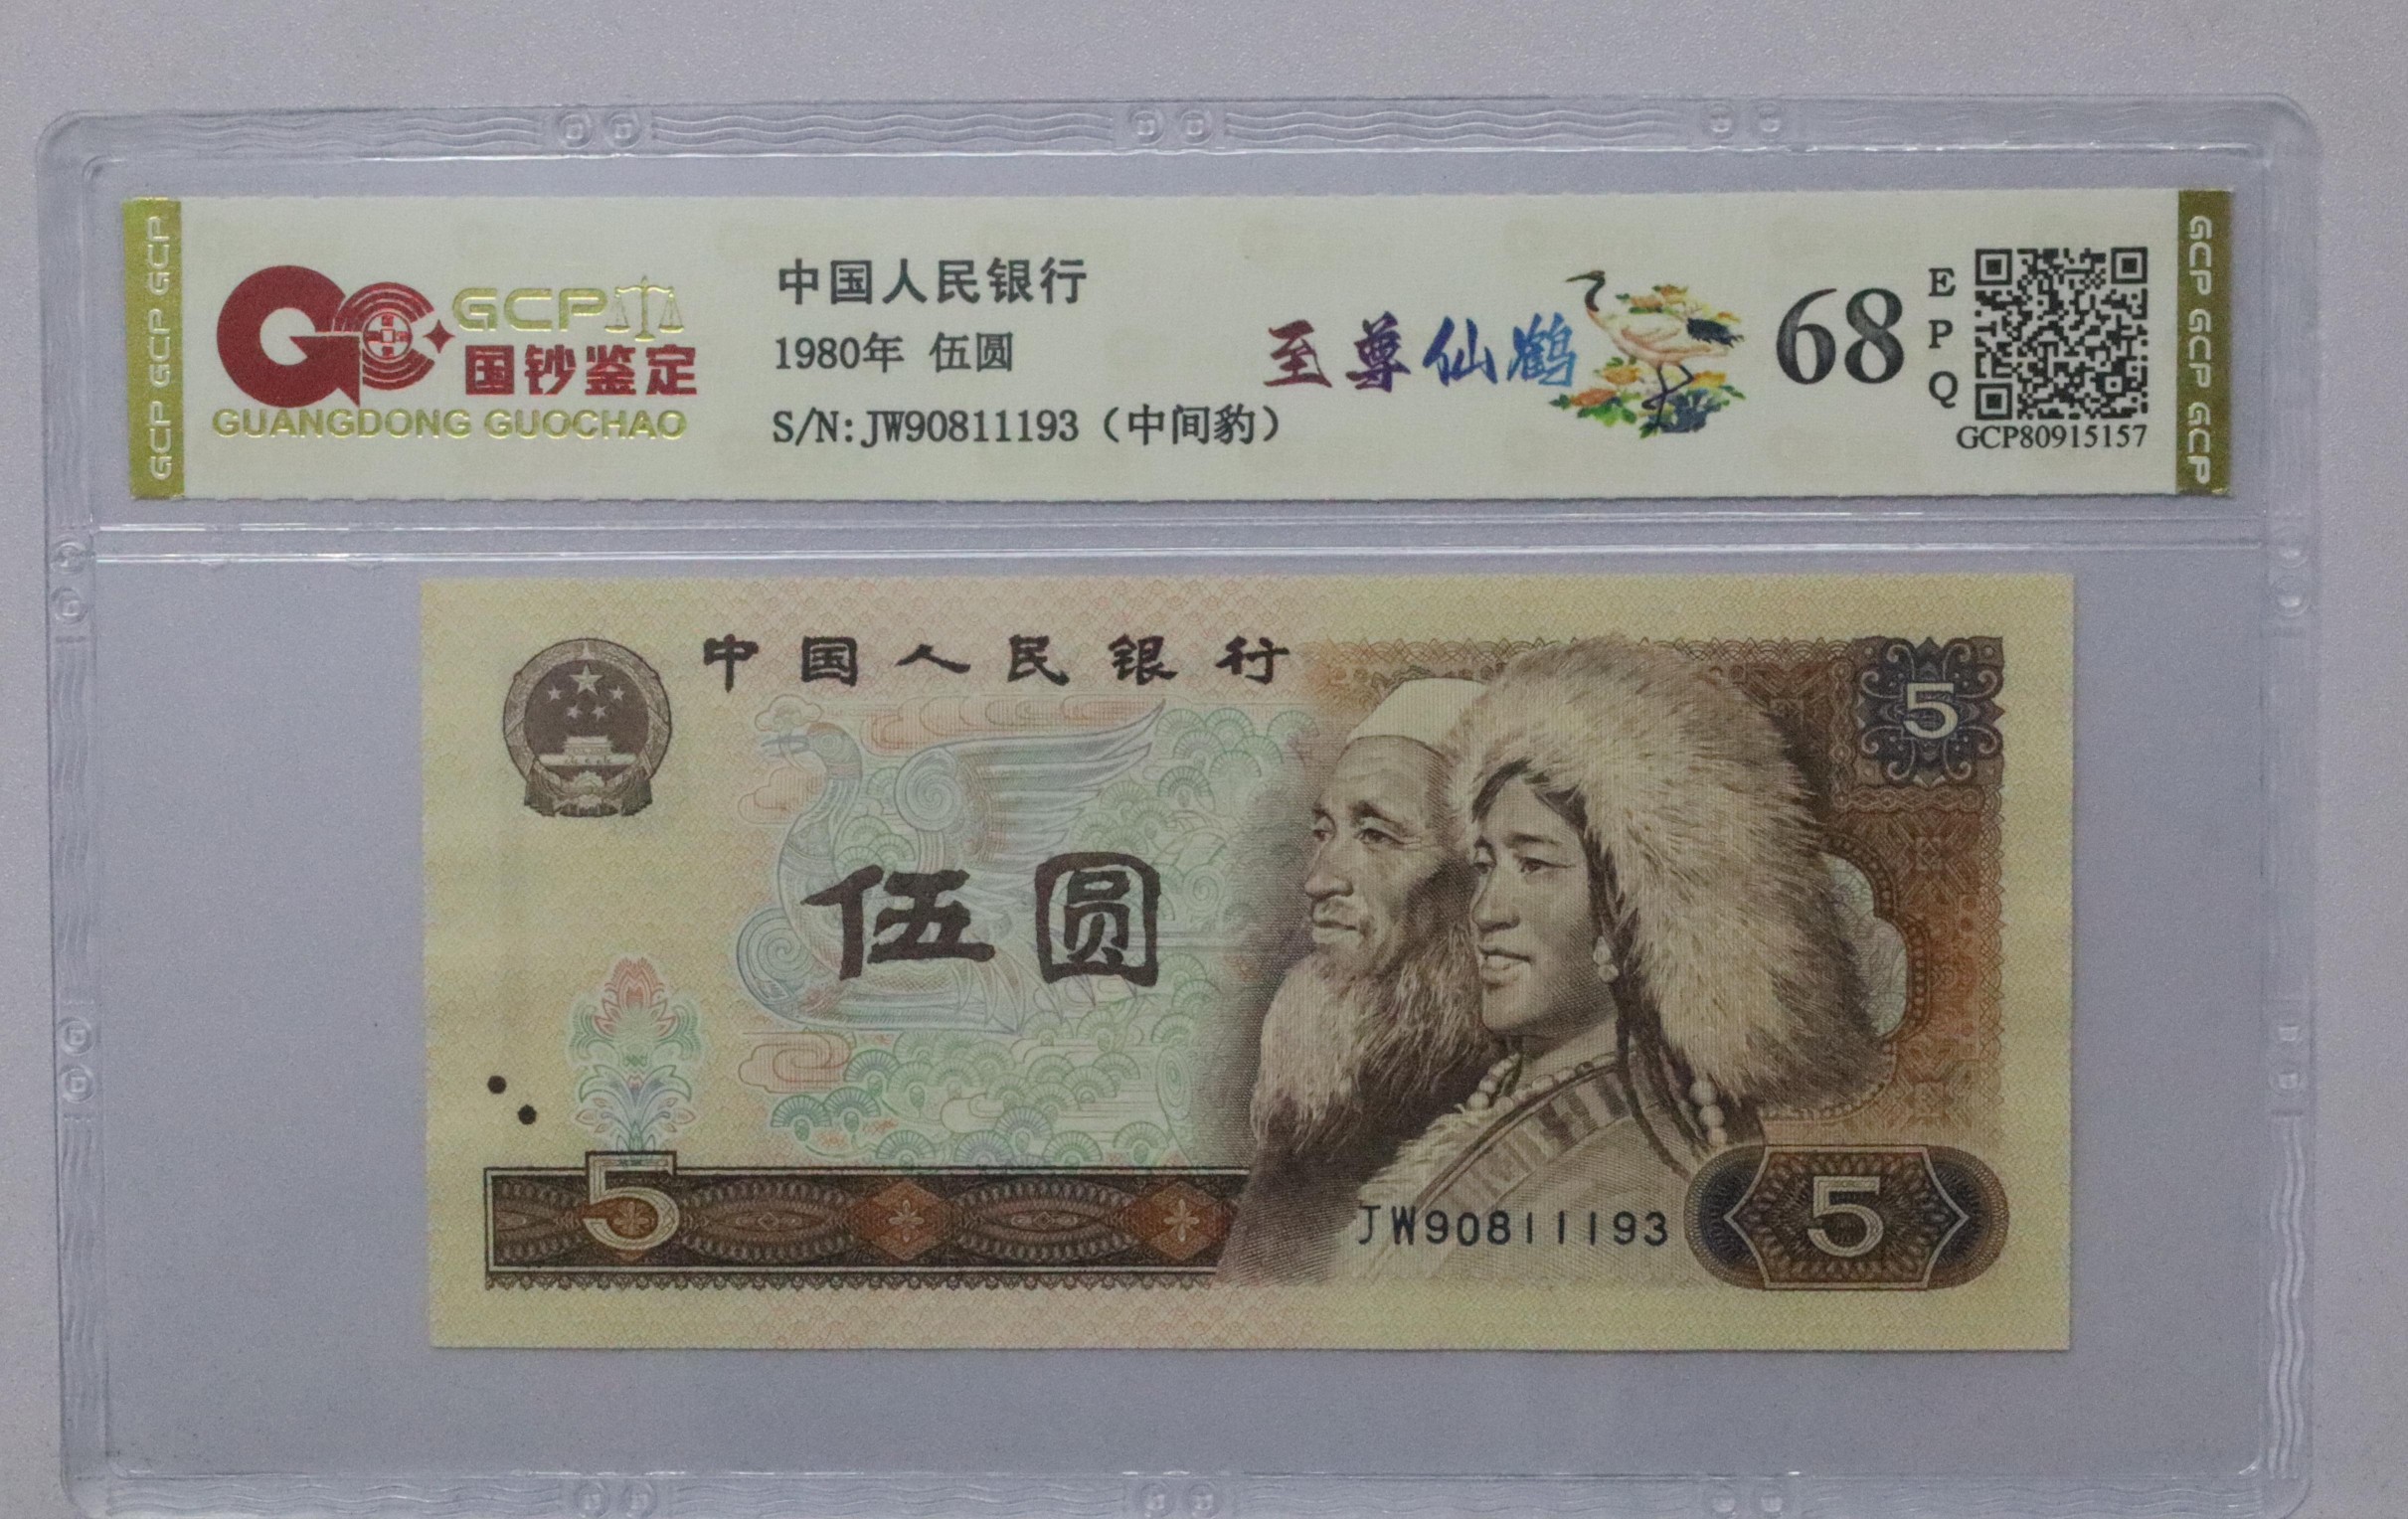 GCP GCP GCP
GCP
国钞鉴定
GUANGDONG GUOCHAO
中国人民银行
1980年 伍圆
S/N:JW90811193（中间豹）
至尊仙鹤
68
EPQ
GCP80915157
GCP GCP GCP
中国人民银行
5
伍圆
5
JW90811193
5